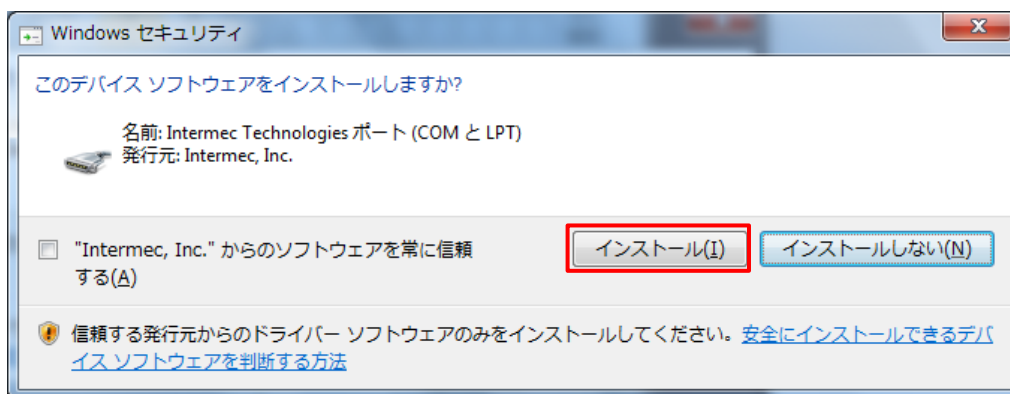 Windows セキュリティ
このデバイス ソフトウェアをインストールしますか?
名前: Intermec Technologies ポート (COM と LPT)
発行元: Intermec, Inc.
"Intermec, Inc." からのソフトウェアを常に信頼
する(A)
インストール(I)
インストールしない(N)
信頼する発行元からのドライバー ソフトウェアのみをインストールしてください。安全にインストールできるデバ
イス ソフトウェアを判断する方法